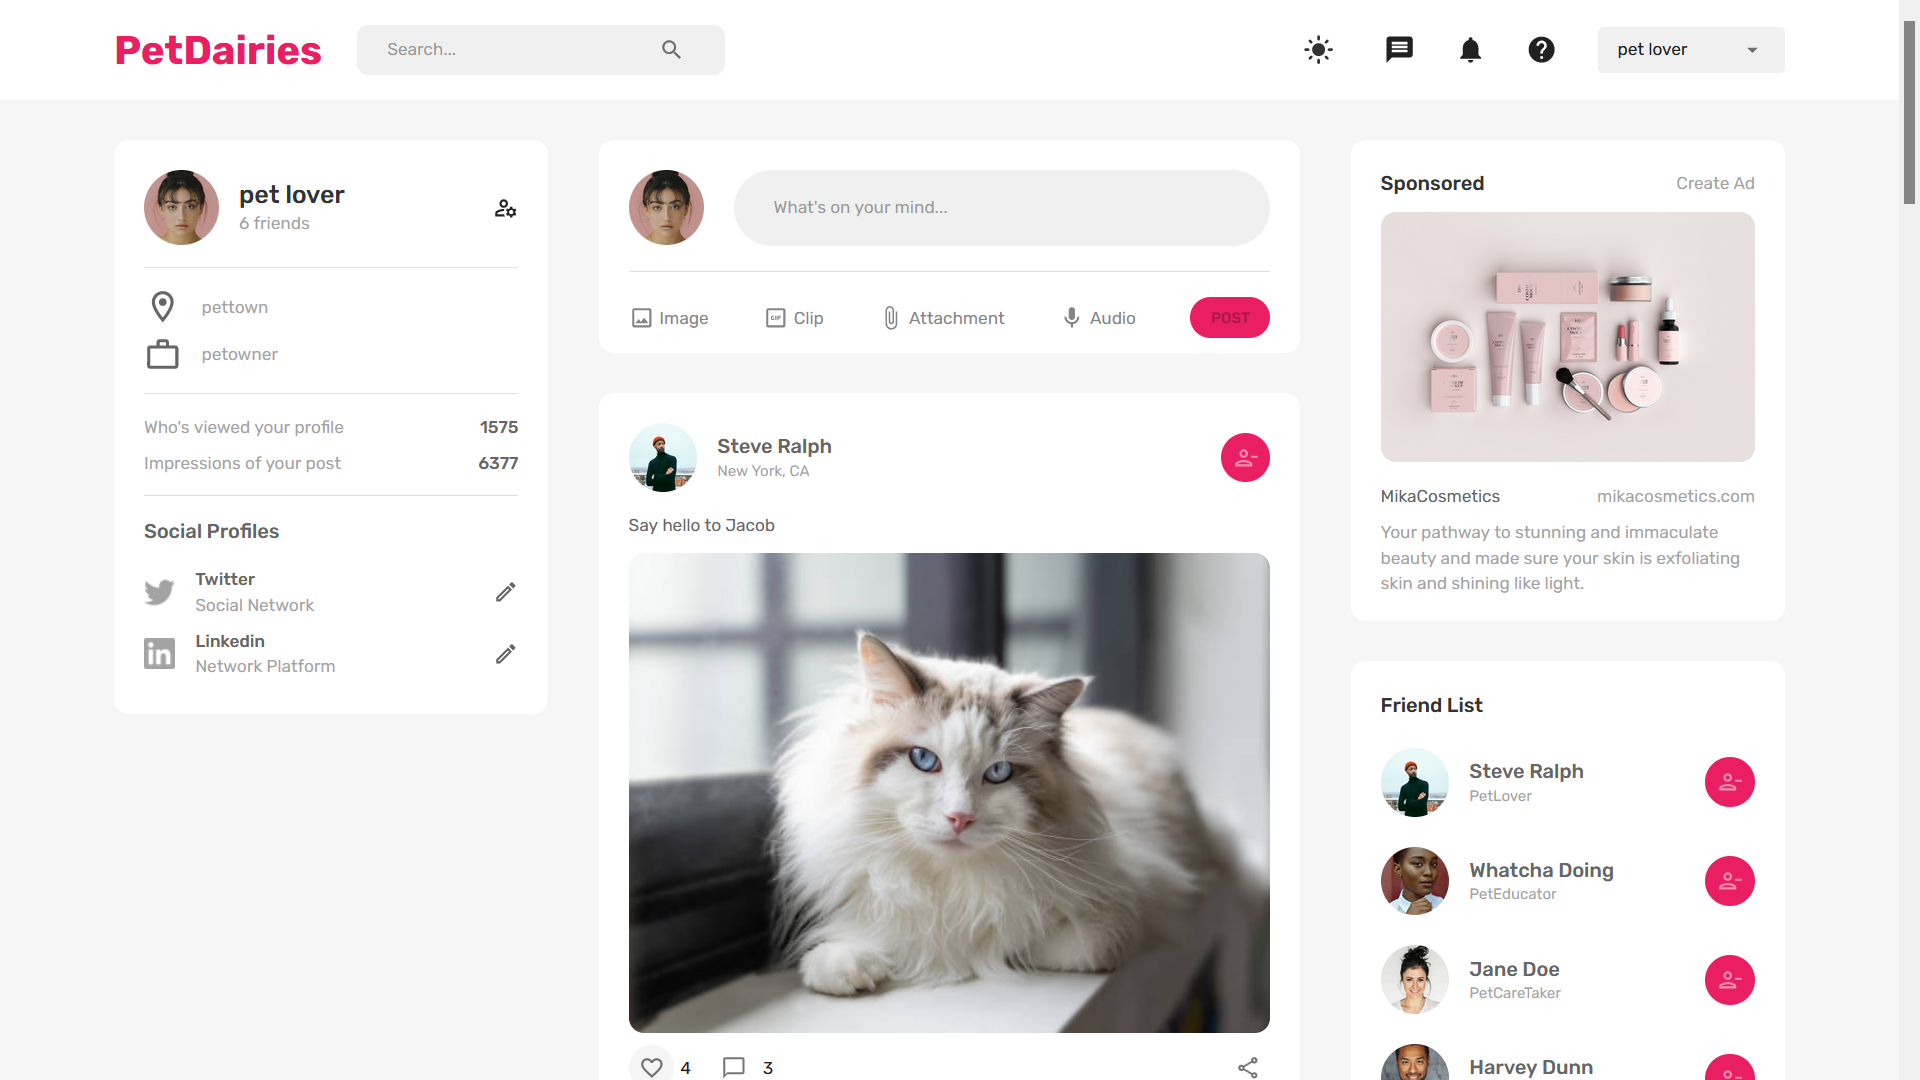 PetDairies
Search...
pet lover
pet lover
6 friends
pettown
petowner
Who's viewed your profile 1575
Impressions of your post 6377
Social Profiles
Twitter
Social Network
Linkedin
Network Platform
What's on your mind...
Image
GIF Clip
Attachment
Audio
POST
Steve Ralph
New York, CA
Say hello to Jacob
4
3
Sponsored Create Ad
MikaCosmetics mikacosmetics.com
Your pathway to stunning and immaculate
beauty and made sure your skin is exfoliating
skin and shining like light.
Friend List
Steve Ralph
PetLover
Whatcha Doing
PetEducator
Jane Doe
PetCareTaker
Harvey Dunn